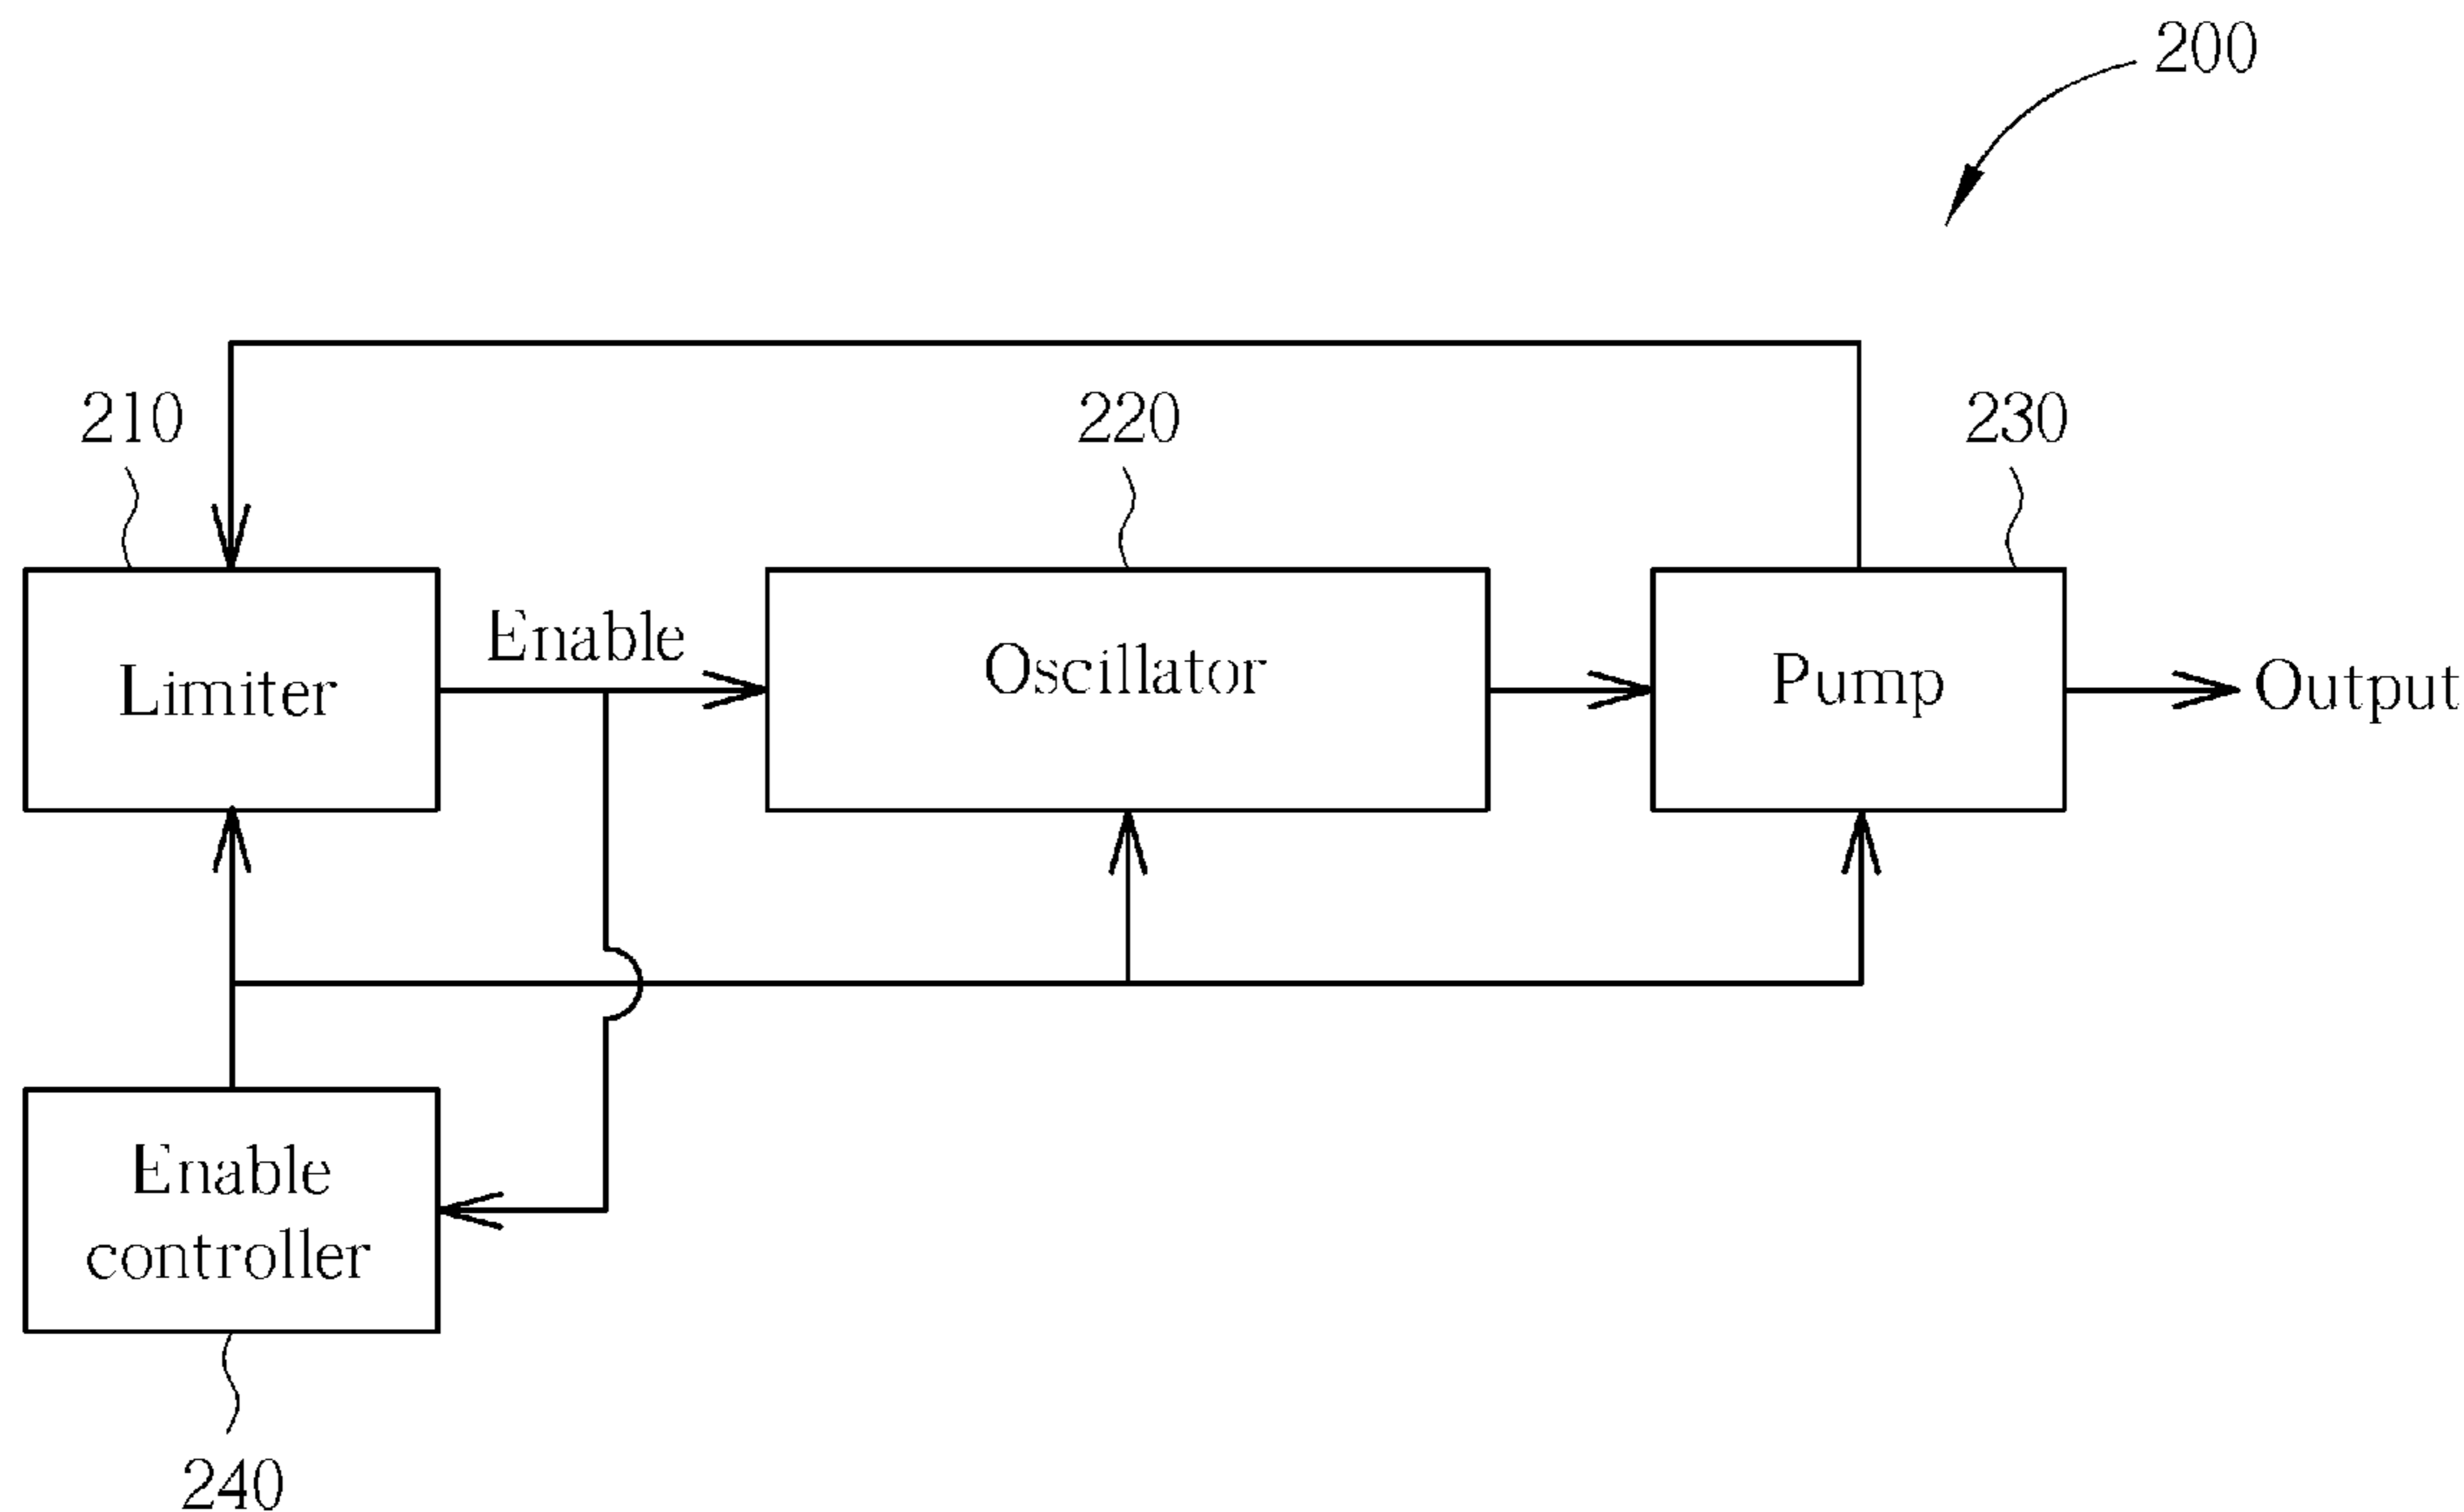 200
210
220
230
Enable
Limiter
Oscillator
Pump
Output
Enable
controller
240